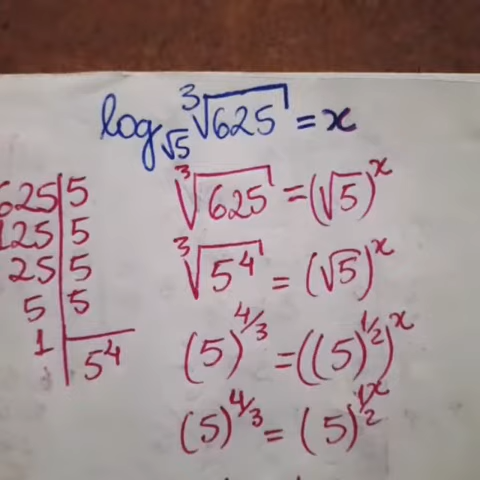 log_√5 ∛625 = x
625 | 5
125 | 5
25 | 5
5 | 5
1 | 5⁴
∛625 = (√5)^x
∛5⁴ = (√5)^x
(5)^4/3 = ((5)^1/2)^x
(5)^4/3 = (5)^1/2 x